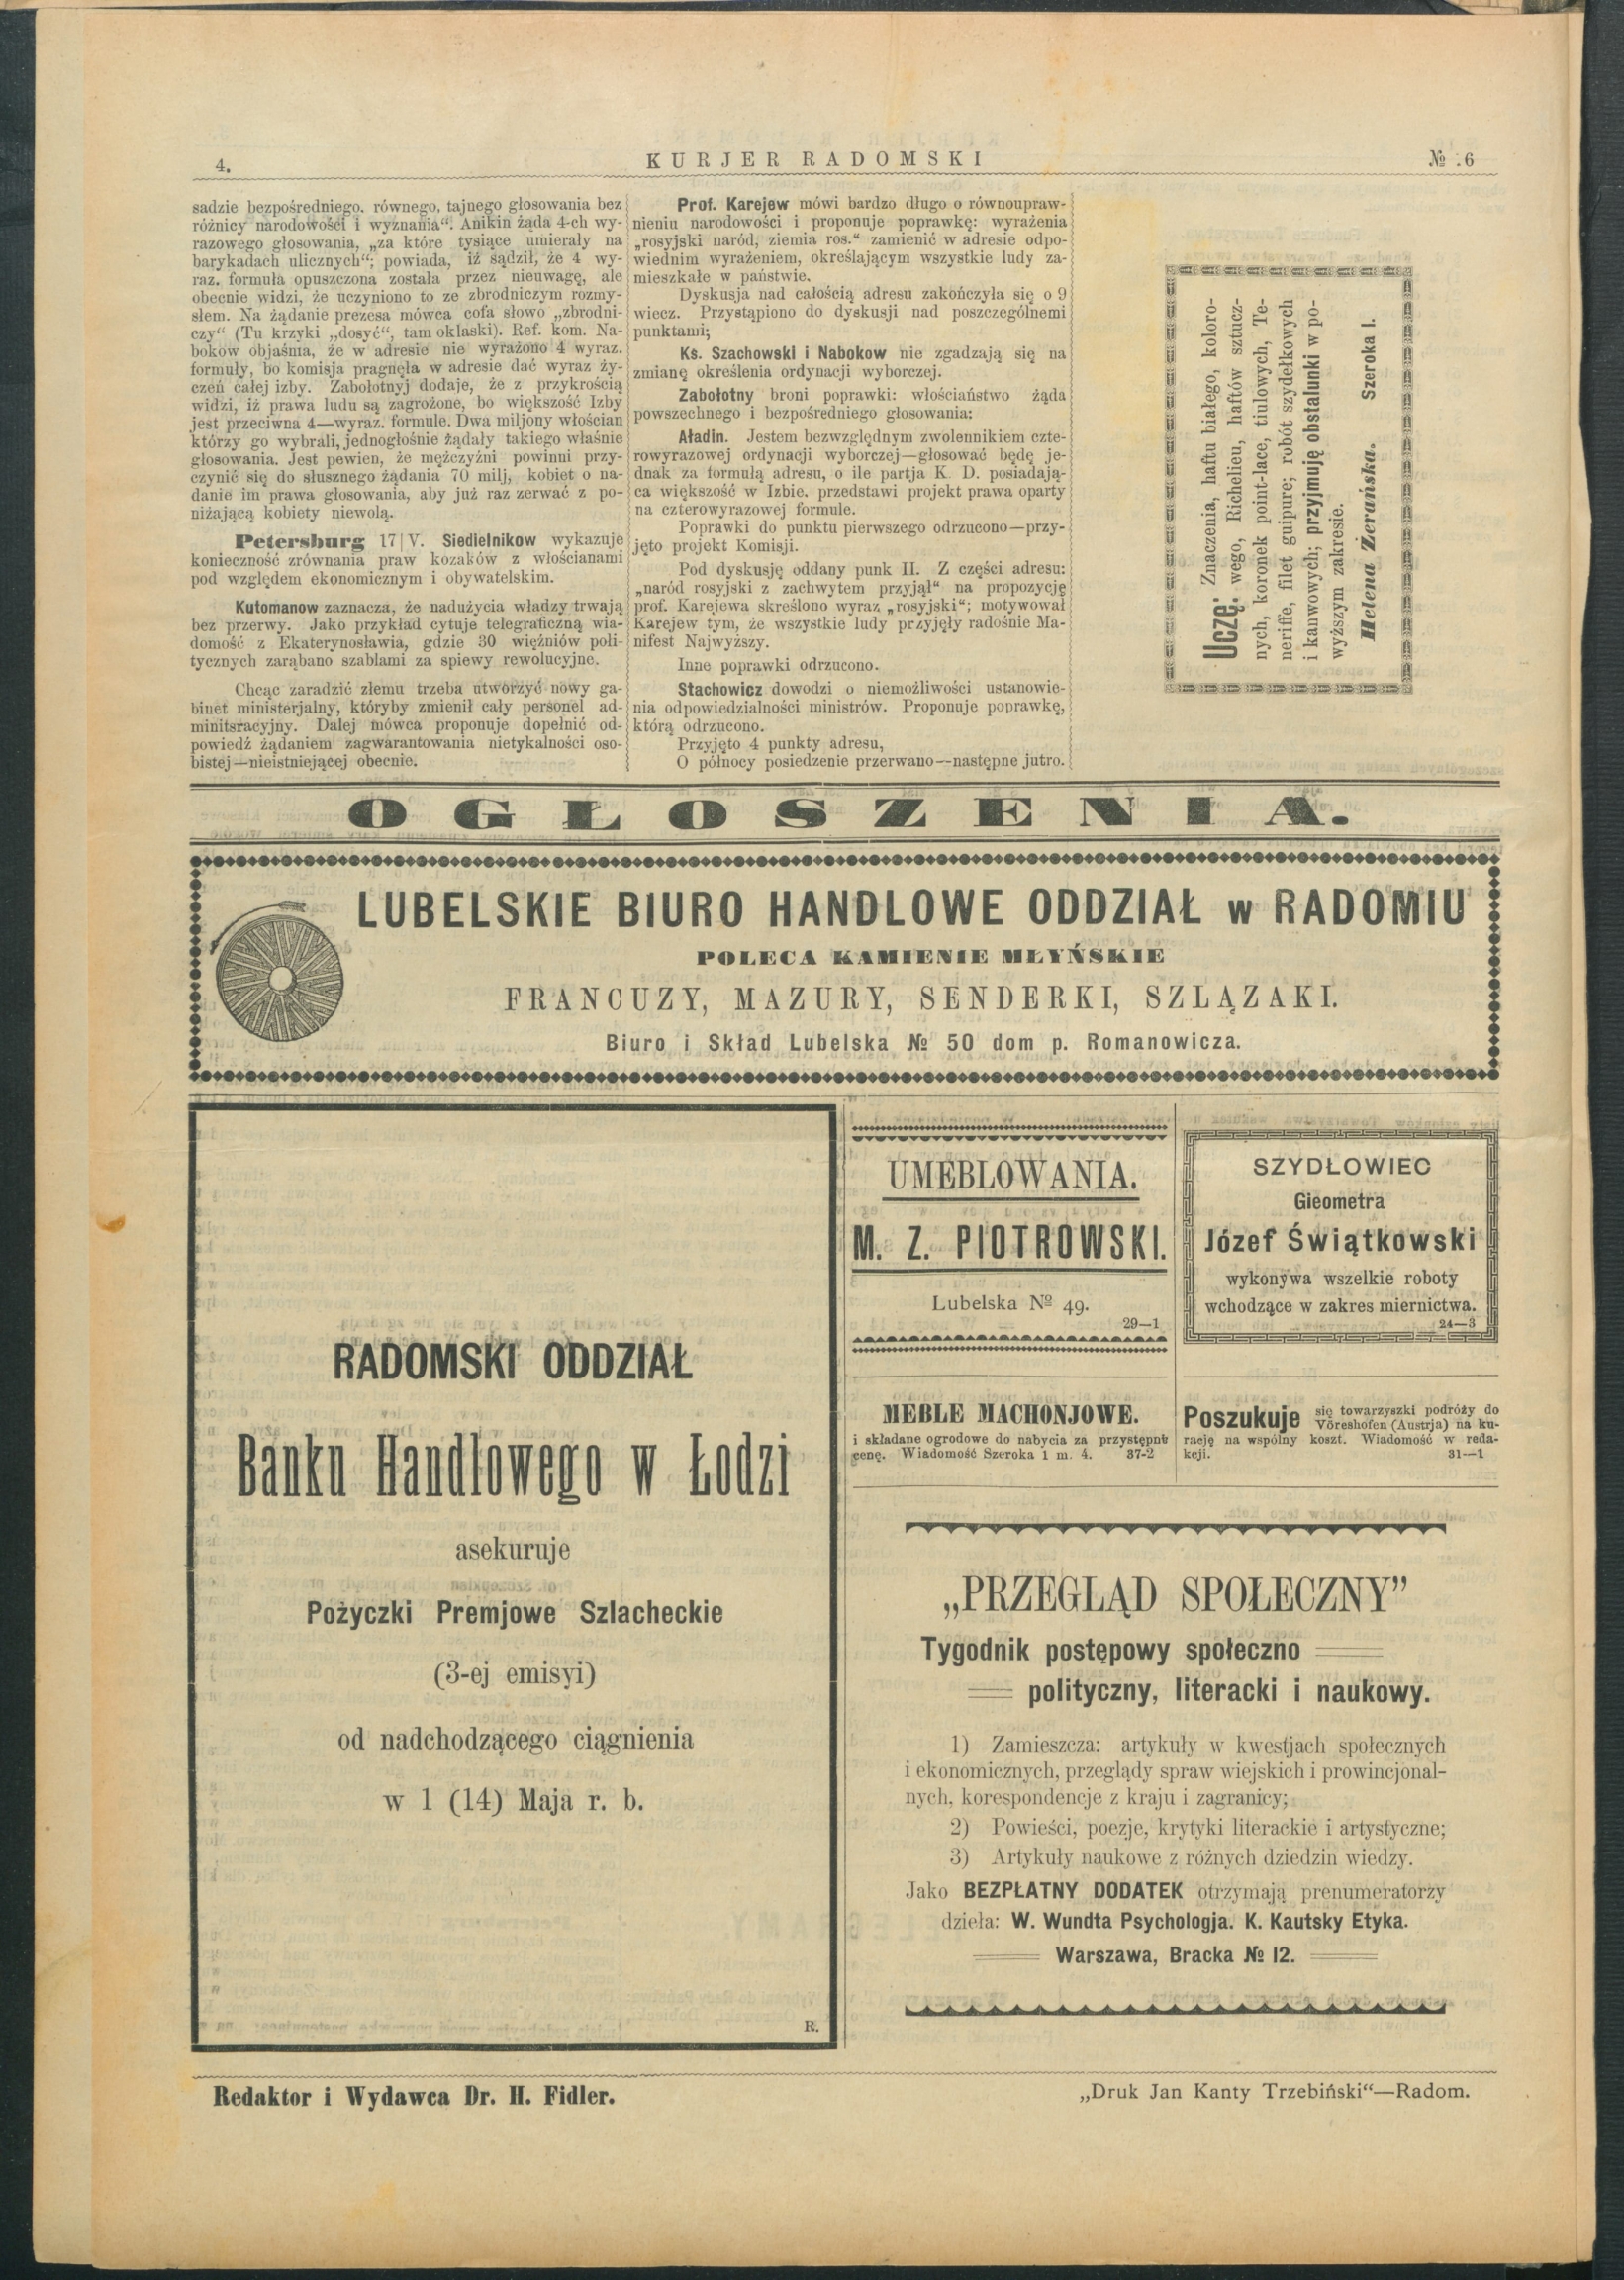 4.
KURJER RADOMSKI
№ .6
sadzie bezpośredniego. równego, tajnego głosowania bez
różnicy narodowości i wyznania“. Anikin żąda 4-ch wy-
razowego głosowania, „za które tysiące umierały na
barykadach ulicznych“; powiada, iż sądził, że 4 wy-
raz. formuła opuszczona została przez nieuwagę, ale
obecnie widzi, że uczyniono to ze zbrodniczym rozmy-
słem. Na żądanie prezesa mówca cofa słowo „zbrodni-
czy“ (Tu krzyki „dosyć“, tam oklaski). Ref. kom. Na-
bokow objaśnia, że w adresie nie wyrażono 4 wyraz.
formuły, bo komisja pragnęła w adresie dać wyraz ży-
czeń całej izby. Zabołotnyj dodaje, że z przykrością
widzi, iż prawa ludu są zagrożone, bo większość Izby
jest przeciwna 4—wyraz. formule. Dwa miljony włościan
którzy go wybrali, jednogłośnie żądały takiego właśnie
głosowania. Jest pewien, że mężczyźni powinni przy-
czynić się do słusznego żądania 70 milj, kobiet o na-
danie im prawa głosowania, aby już raz zerwać z po-
niżającą kobiety niewolą.
Petersburg 17|V. Siedielnikow wykazuje
konieczność zrównania praw kozaków z włościanami
pod względem ekonomicznym i obywatelskim.
Kutomanow zaznacza, że nadużycia władzy trwają
bez przerwy. Jako przykład cytuje telegraficzną wia-
domość z Ekaterynosławia, gdzie 30 więźniów poli-
tycznych zarąbano szablami za spiewy rewolucyjne.
Chcąc zaradzić złemu trzeba utworzyć nowy ga-
binet ministerjalny, któryby zmienił cały personel ad-
minitsracyjny. Dalej mówca proponuje dopełnić od-
powiedź żądaniem zagwarantowania nietykalności oso-
bistej—nieistniejącej obecnie.
Prof. Karejew mówi bardzo długo o równoupraw-
nieniu narodowości i proponuje poprawkę: wyrażenia
„rosyjski naród, ziemia ros.“ zamienić w adresie odpo-
wiednim wyrażeniem, określającym wszystkie ludy za-
mieszkałe w państwie.
Dyskusja nad całością adresu zakończyła się o 9
wiecz. Przystąpiono do dyskusji nad poszczególnemi
punktami;
Ks. Szachowski i Nabokow nie zgadzają się na
zmianę określenia ordynacji wyborczej.
Zabołotny broni poprawki: włościaństwo żąda
powszechnego i bezpośredniego głosowania:
Aładin. Jestem bezwzględnym zwolennikiem czte-
rowyrazowej ordynacji wyborczej—głosować będę je-
dnak za formułą adresu, o ile partja K. D. posiadają-
ca większość w Izbie. przedstawi projekt prawa oparty
na czterowyrazowej formule.
Poprawki do punktu pierwszego odrzucono—przy-
jęto projekt Komisji.
Pod dyskusję oddany punk II. Z części adresu:
„naród rosyjski z zachwytem przyjął“ na propozycję
prof. Karejewa skreślono wyraz „rosyjski“; motywował
Karejew tym, że wszystkie ludy przyjęły radośnie Ma-
nifest Najwyższy.
Inne poprawki odrzucono.
Stachowicz dowodzi o niemożliwości ustanowie-
nia odpowiedzialności ministrów. Proponuje poprawkę,
którą odrzucono.
Przyjęto 4 punkty adresu,
O północy posiedzenie przerwano—następne jutro.
Uczę: Znaczenia, haftu białego, koloro-
wego, Richelieu, haftów sztucz-
nych, koronek point-lace, tiulowych, Te-
neriffe, filet guipure; robót szydełkowych
i kanwowych; przyjmuję obstalunki w po-
wyższym zakresie.
Helena Żerańska. Szeroka I.
OGŁOSZENIA.
LUBELSKIE BIURO HANDLOWE ODDZIAŁ w RADOMIU
POLECA KAMIENIE MŁYŃSKIE
FRANCUZY, MAZURY, SENDERKI, SZLĄZAKI.
Biuro i Skład Lubelska № 50 dom p. Romanowicza.
RADOMSKI ODDZIAŁ
Banku Handlowego w Łodzi
asekuruje
Pożyczki Premjowe Szlacheckie
(3-ej emisyi)
od nadchodzącego ciągnienia
w 1 (14) Maja r. b.
R.
UMEBLOWANIA.
M. Z. PIOTROWSKI.
Lubelska № 49.
29—1
SZYDŁOWIEC
Gieometra
Józef Świątkowski
wykonywa wszelkie roboty
wchodzące w zakres miernictwa.
24—3
MEBLE MACHONJOWE.
i składane ogrodowe do nabycia za przystępną
cenę. Wiadomość Szeroka 1 m. 4. 37-2
Poszukuje się towarzyszki podróży do
Vöreshofen (Austrja) na ku-
rację na wspólny koszt. Wiadomość w reda-
kcji. 31—1
„PRZEGLĄD SPOŁECZNY”
Tygodnik postępowy społeczno
polityczny, literacki i naukowy.
1) Zamieszcza: artykuły w kwestjach społecznych
i ekonomicznych, przeglądy spraw wiejskich i prowincjonal-
nych, korespondencje z kraju i zagranicy;
2) Powieści, poezje, krytyki literackie i artystyczne;
3) Artykuły naukowe z różnych dziedzin wiedzy.
Jako BEZPŁATNY DODATEK otrzymają prenumeratorzy
dzieła: W. Wundta Psychologja. K. Kautsky Etyka.
Warszawa, Bracka № 12.
Redaktor i Wydawca Dr. H. Fidler.
„Druk Jan Kanty Trzebiński“—Radom.